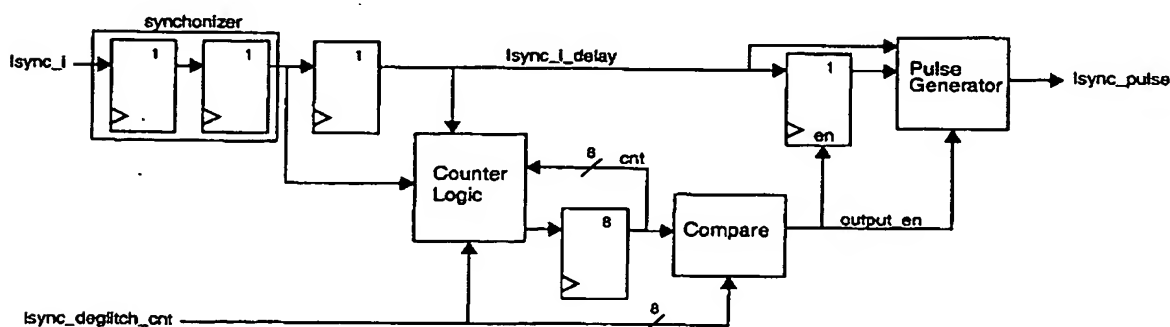 synchonizer
lsync_i
1
1
1
lsync_i_delay
1
en
Pulse
Generator
lsync_pulse
Counter
Logic
8
cnt
8
Compare
output_en
lsync_deglitch_cnt
8